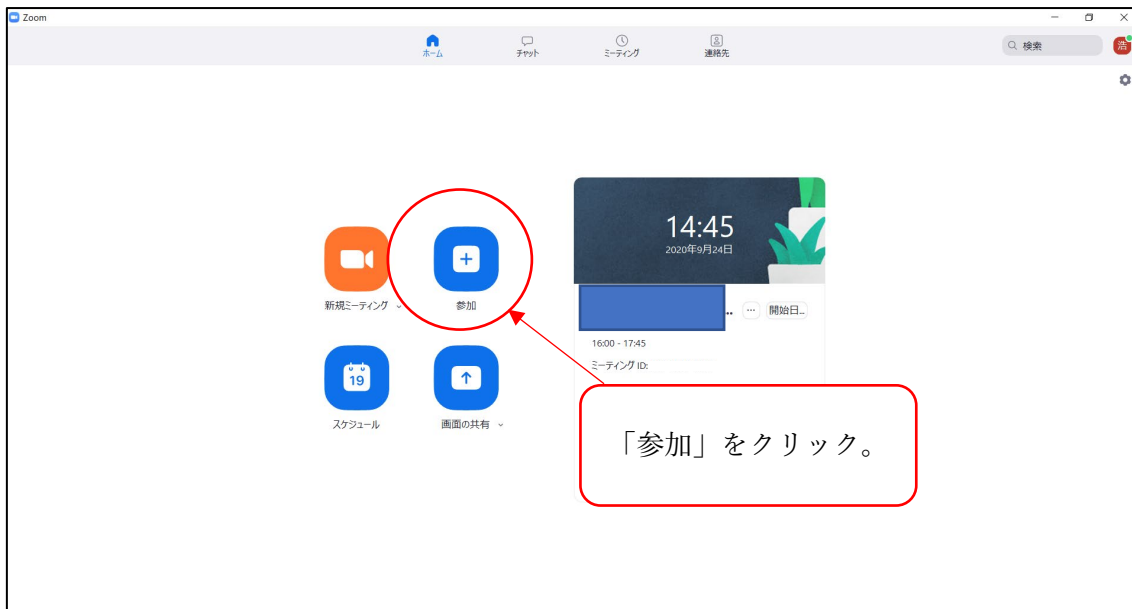 Zoom
ホーム
チャット
ミーティング
連絡先
検索
浩
14:45
2020年9月24日
新規ミーティング
参加
.. ... 開始日...
16:00 - 17:45
ミーティング ID:
19
スケジュール
画面の共有
「参加」をクリック。